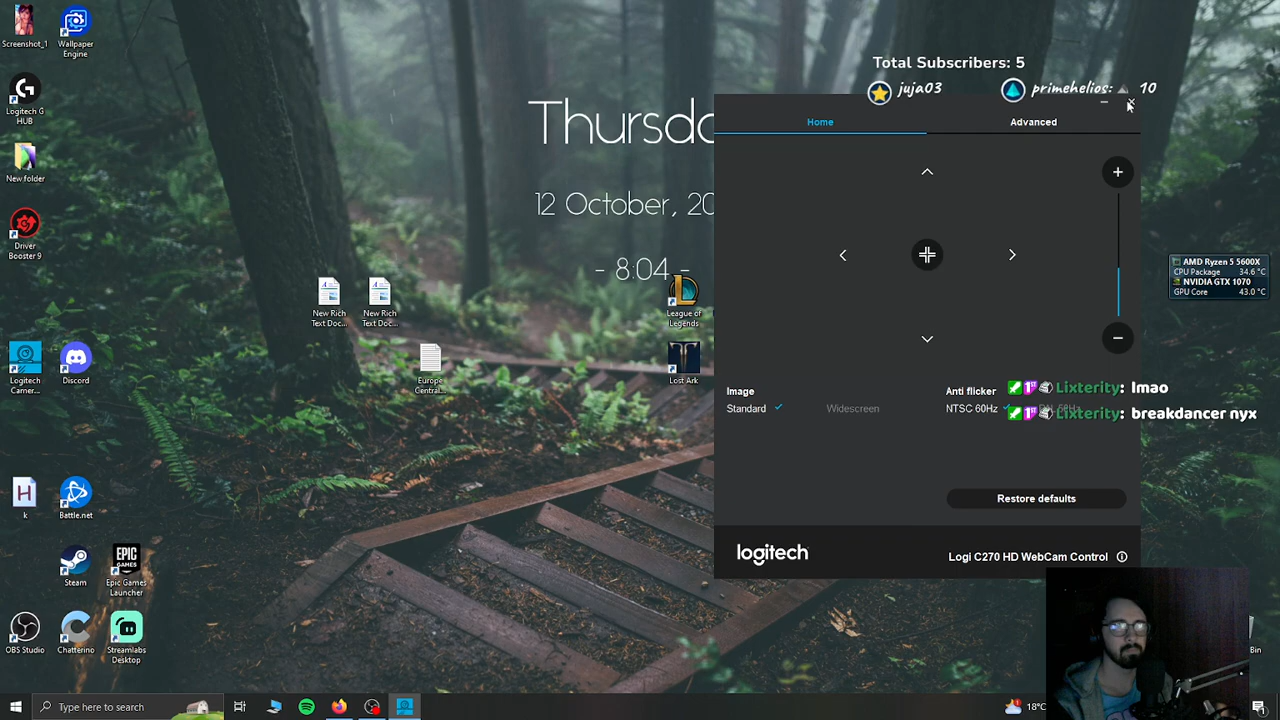 Screenshot_1
Wallpaper
Engine
Logitech G
HUB
New folder
Driver
Booster 9
Logitech
Camer...
Discord
k
Battle.net
Steam
Epic Games
Launcher
OBS Studio
Chatterino
Streamlabs
Desktop
New Rich
Text Doc...
New Rich
Text Doc...
Europe
Central...
League of
Legends
Lost Ark
Thursd
12 October, 20
- 8:04 -
Total Subscribers: 5
juja03
primehelios: 10
Home
Advanced
Image
Standard
Widescreen
Anti flicker
NTSC 60Hz
Restore defaults
logitech
Logi C270 HD WebCam Control
AMD Ryzen 5 5600X
CPU Package 34.6 °C
NVIDIA GTX 1070
GPU Core 43.0 °C
Lixterity: lmao
Lixterity: breakdancer nyx
Bin
Type here to search
18°C